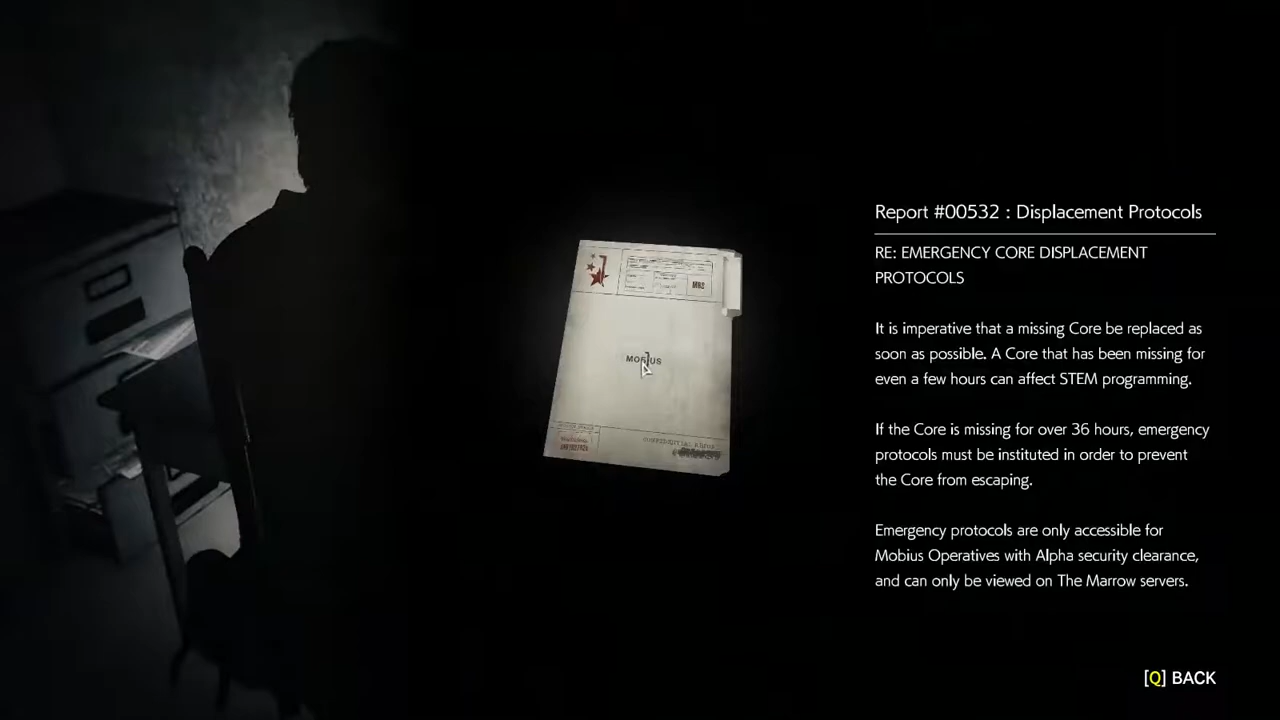 Report #00532 : Displacement Protocols
RE: EMERGENCY CORE DISPLACEMENT
PROTOCOLS
It is imperative that a missing Core be replaced as
soon as possible. A Core that has been missing for
even a few hours can affect STEM programming.
If the Core is missing for over 36 hours, emergency
protocols must be instituted in order to prevent
the Core from escaping.
Emergency protocols are only accessible for
Mobius Operatives with Alpha security clearance,
and can only be viewed on The Marrow servers.
MBS
MOBIUS
[Q] BACK